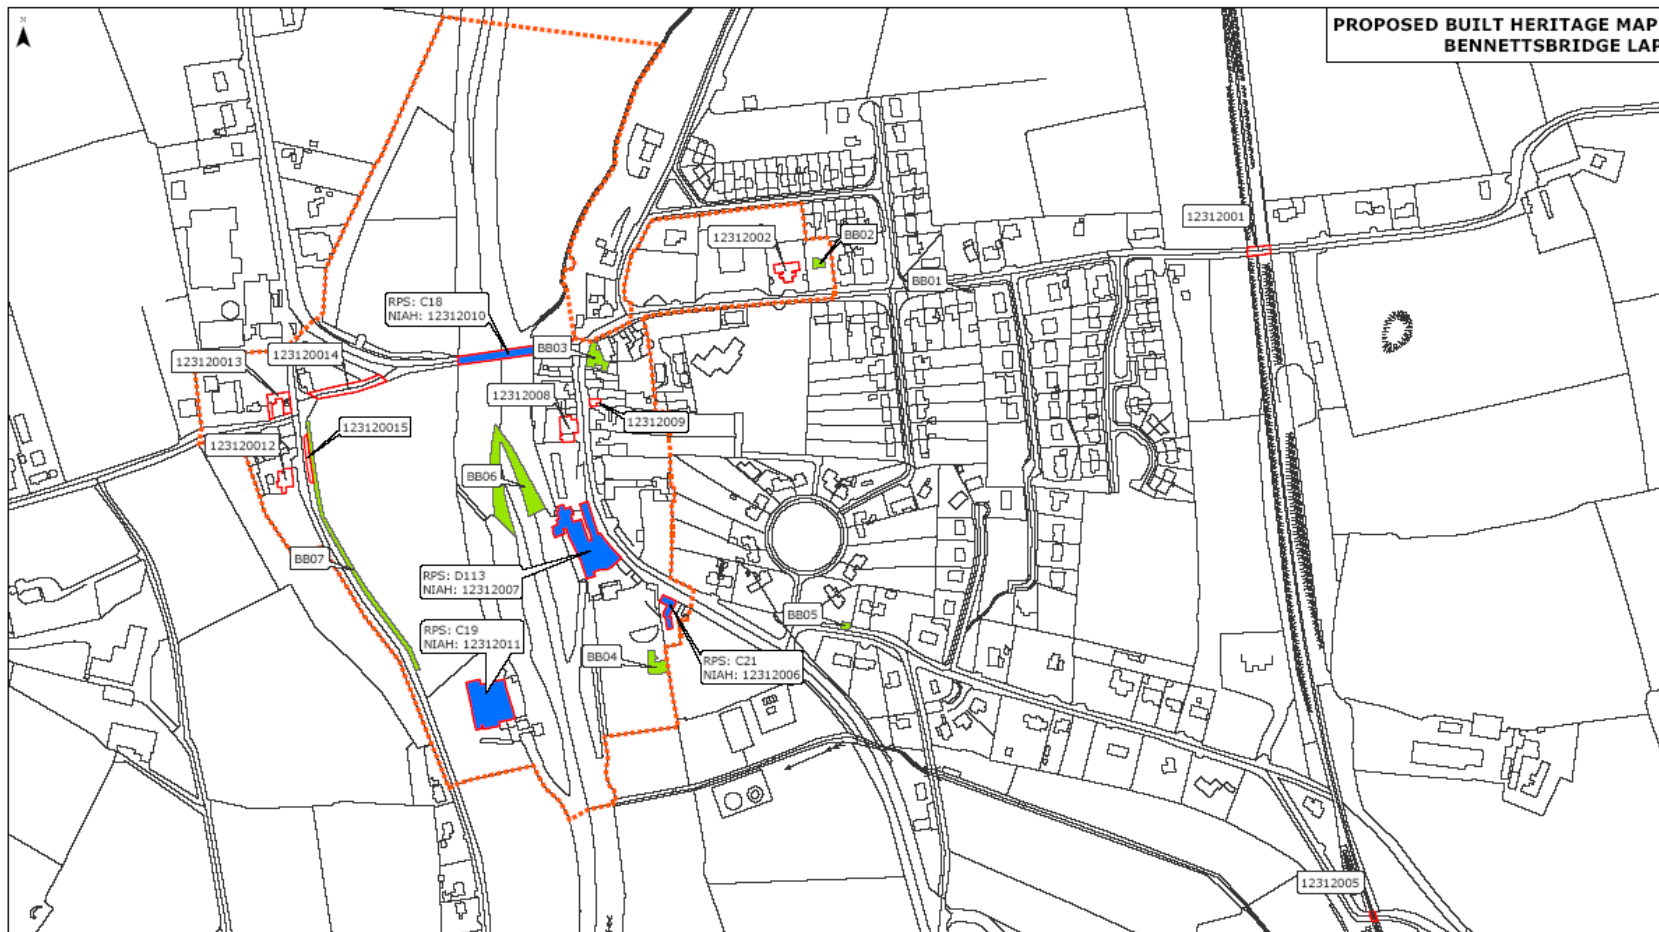 N
PROPOSED BUILT HERITAGE MAP
BENNETTSBRIDGE LAP
12312001
12312002
BB02
BB01
RPS: C18
NIAH: 12312010
BB03
123120014
123120013
12312008
12312009
123120015
123120012
BB06
BB07
RPS: D113
NIAH: 12312007
BB05
RPS: C19
NIAH: 12312011
BB04
RPS: C21
NIAH: 12312006
12312005